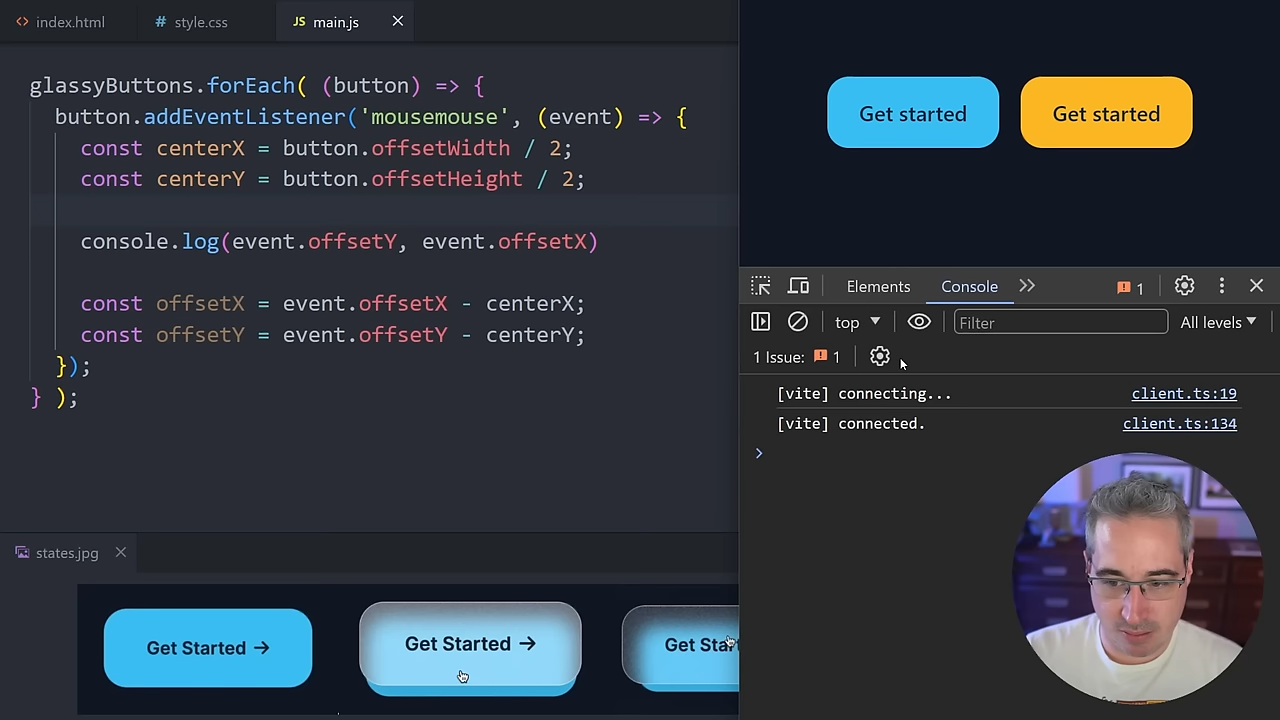 index.html
style.css
JS main.js
glassyButtons.forEach( (button) => {
button.addEventListener('mousemouse', (event) => {
const centerX = button.offsetWidth / 2;
const centerY = button.offsetHeight / 2;
console.log(event.offsetY, event.offsetX)
const offsetX = event.offsetX - centerX;
const offsetY = event.offsetY - centerY;
});
} );
states.jpg
Get Started →
Get Started →
Get Star
Get started
Get started
Elements
Console
1
top
Filter
All levels
1 Issue: 1
[vite] connecting... client.ts:19
[vite] connected. client.ts:134